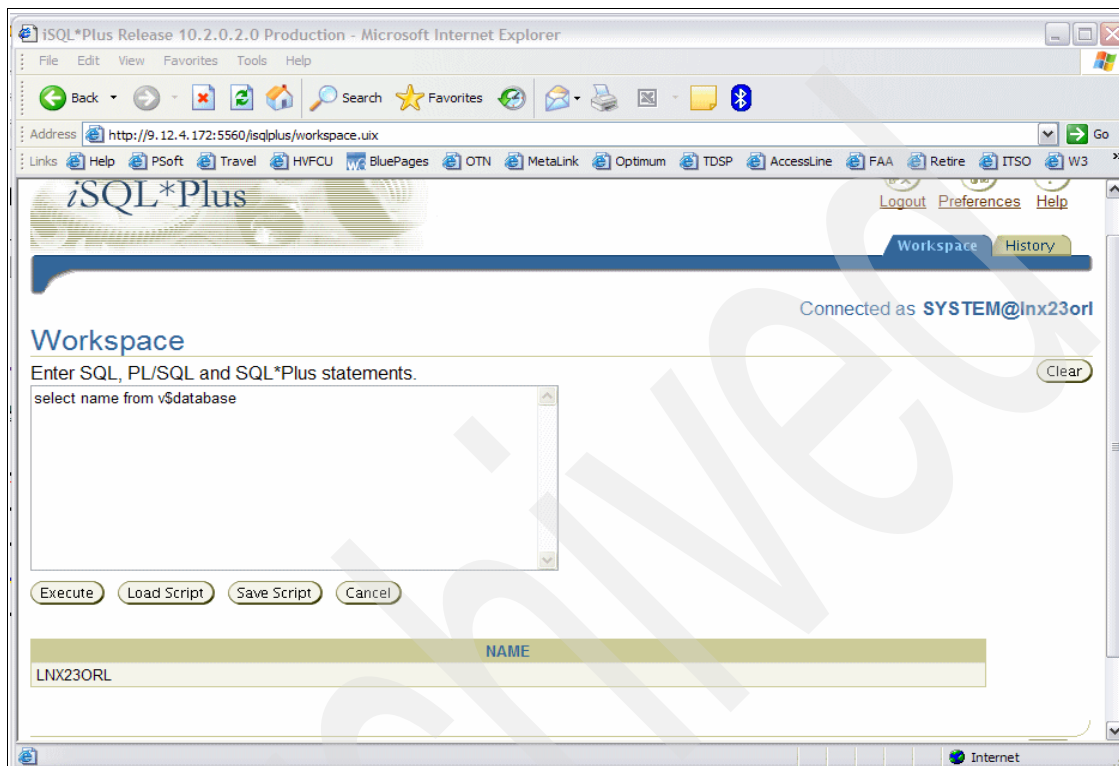 iSQL*Plus Release 10.2.0.2.0 Production - Microsoft Internet Explorer
File Edit View Favorites Tools Help
Back Search Favorites
Address http://9.12.4.172:5560/isqlplus/workspace.uix Go
Links Help PSoft Travel HVFCU BluePages OTN MetaLink Optimum TDSP AccessLine FAA Retire ITSO W3 »
iSQL*Plus
Logout Preferences Help
Workspace History
Connected as SYSTEM@lnx23orl
Workspace
Enter SQL, PL/SQL and SQL*Plus statements.
Clear
select name from v$database
Execute Load Script Save Script Cancel
NAME
LNX23ORL
Internet